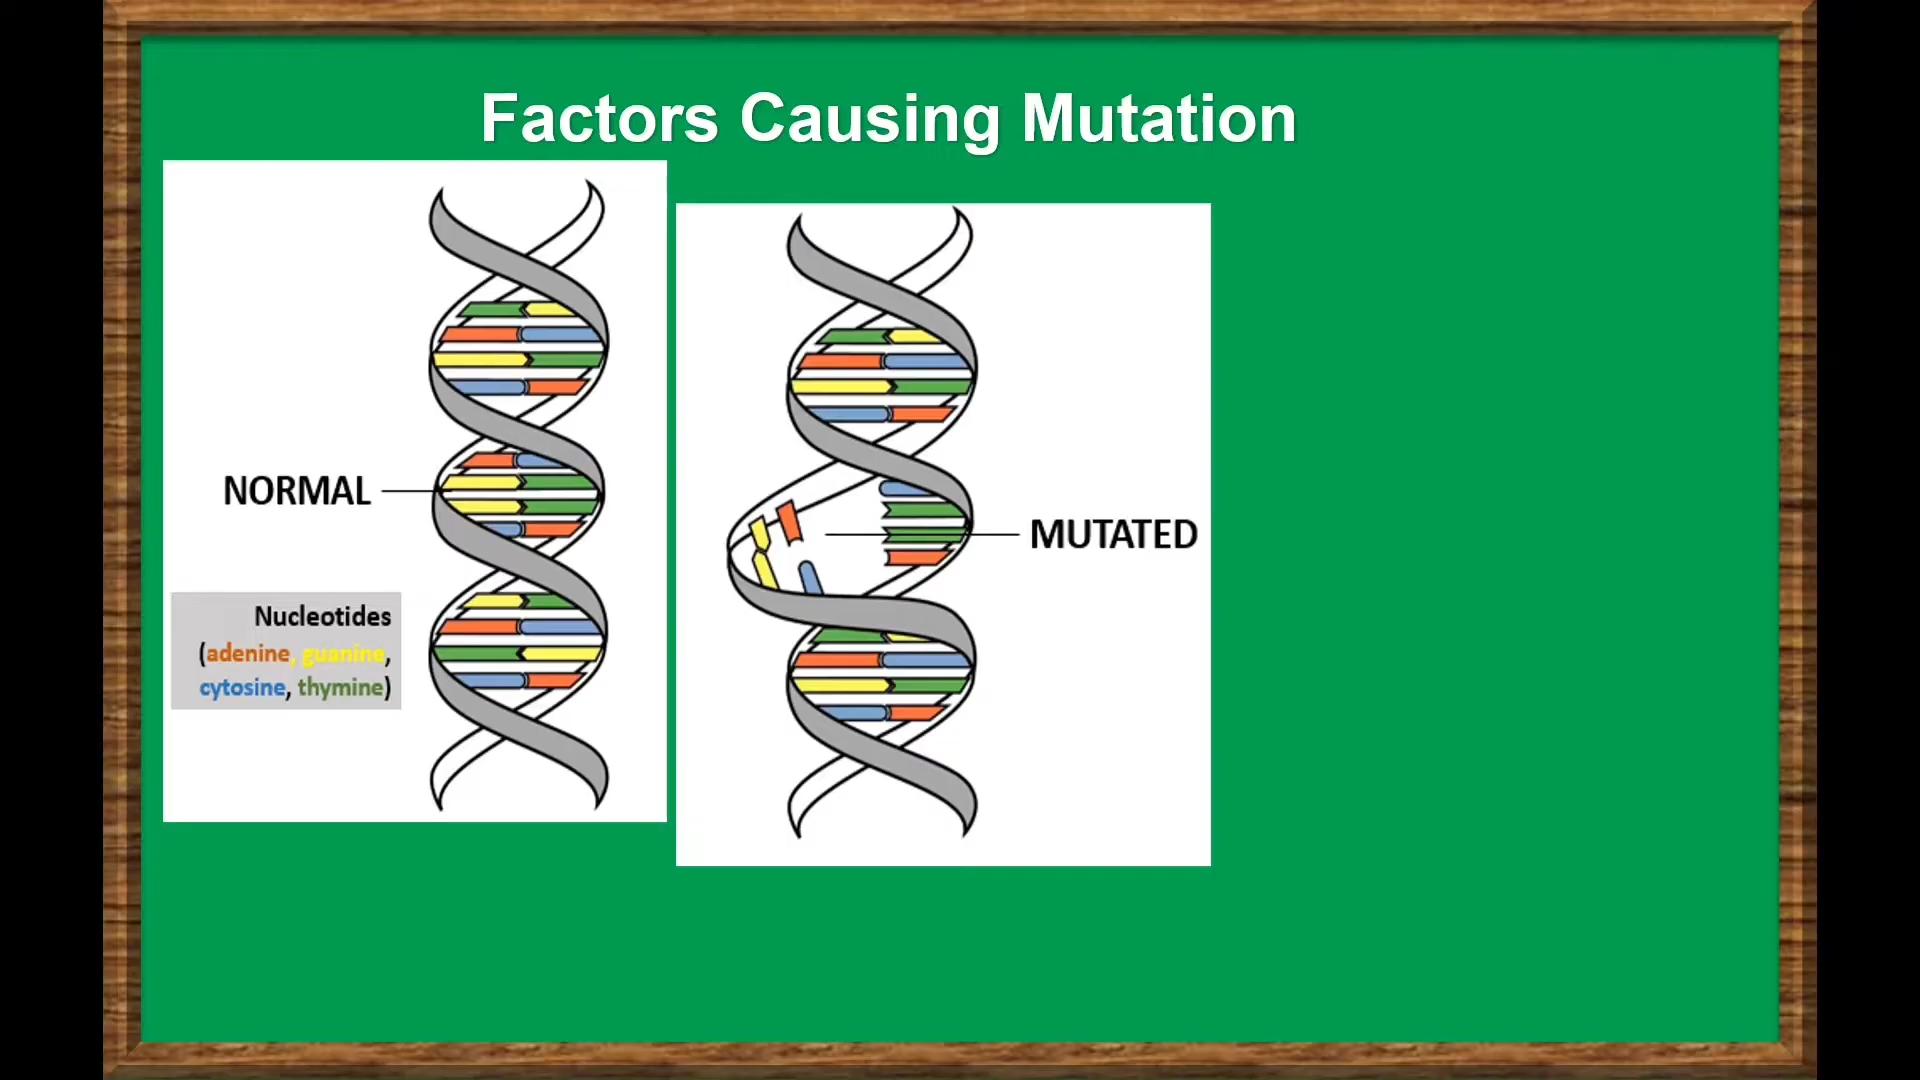 Factors Causing Mutation
NORMAL
Nucleotides
(adenine, guanine,
cytosine, thymine)
MUTATED